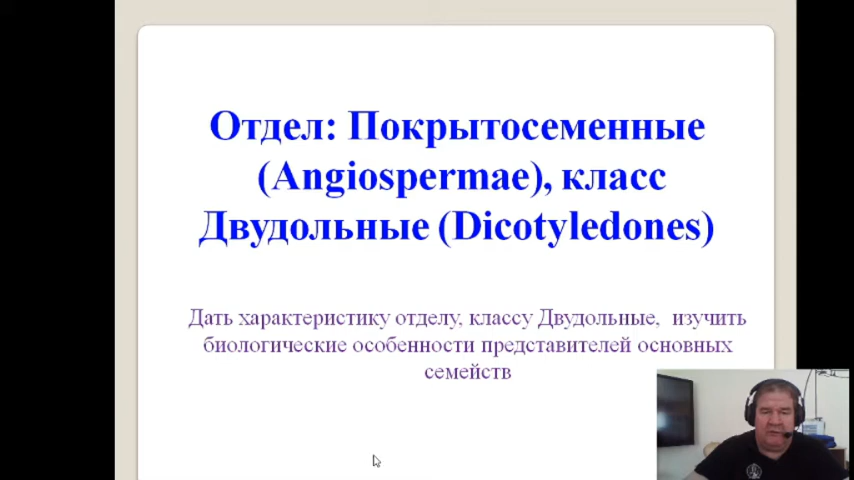 Отдел: Покрытосеменные
(Angiospermae), класс
Двудольные (Dicotyledones)
Дать характеристику отделу, классу Двудольные, изучить
биологические особенности представителей основных
семейств